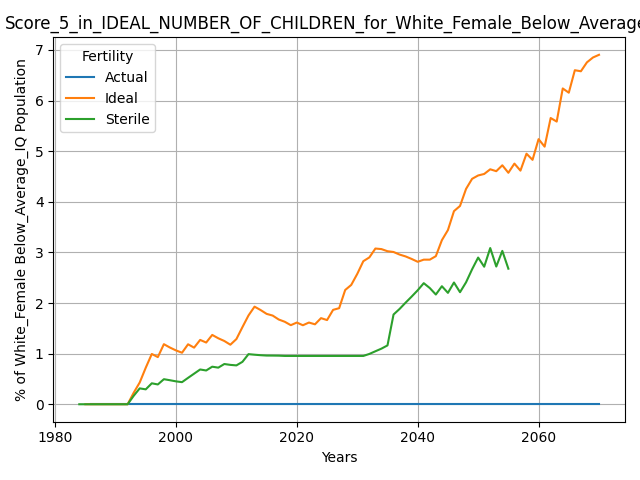 Score_5_in_IDEAL_NUMBER_OF_CHILDREN_for_White_Female_Below_Average
% of White_Female Below_Average_IQ Population
7
6
5
4
3
2
1
0
Fertility
Actual
Ideal
Sterile
1980
2000
2020
2040
2060
Years